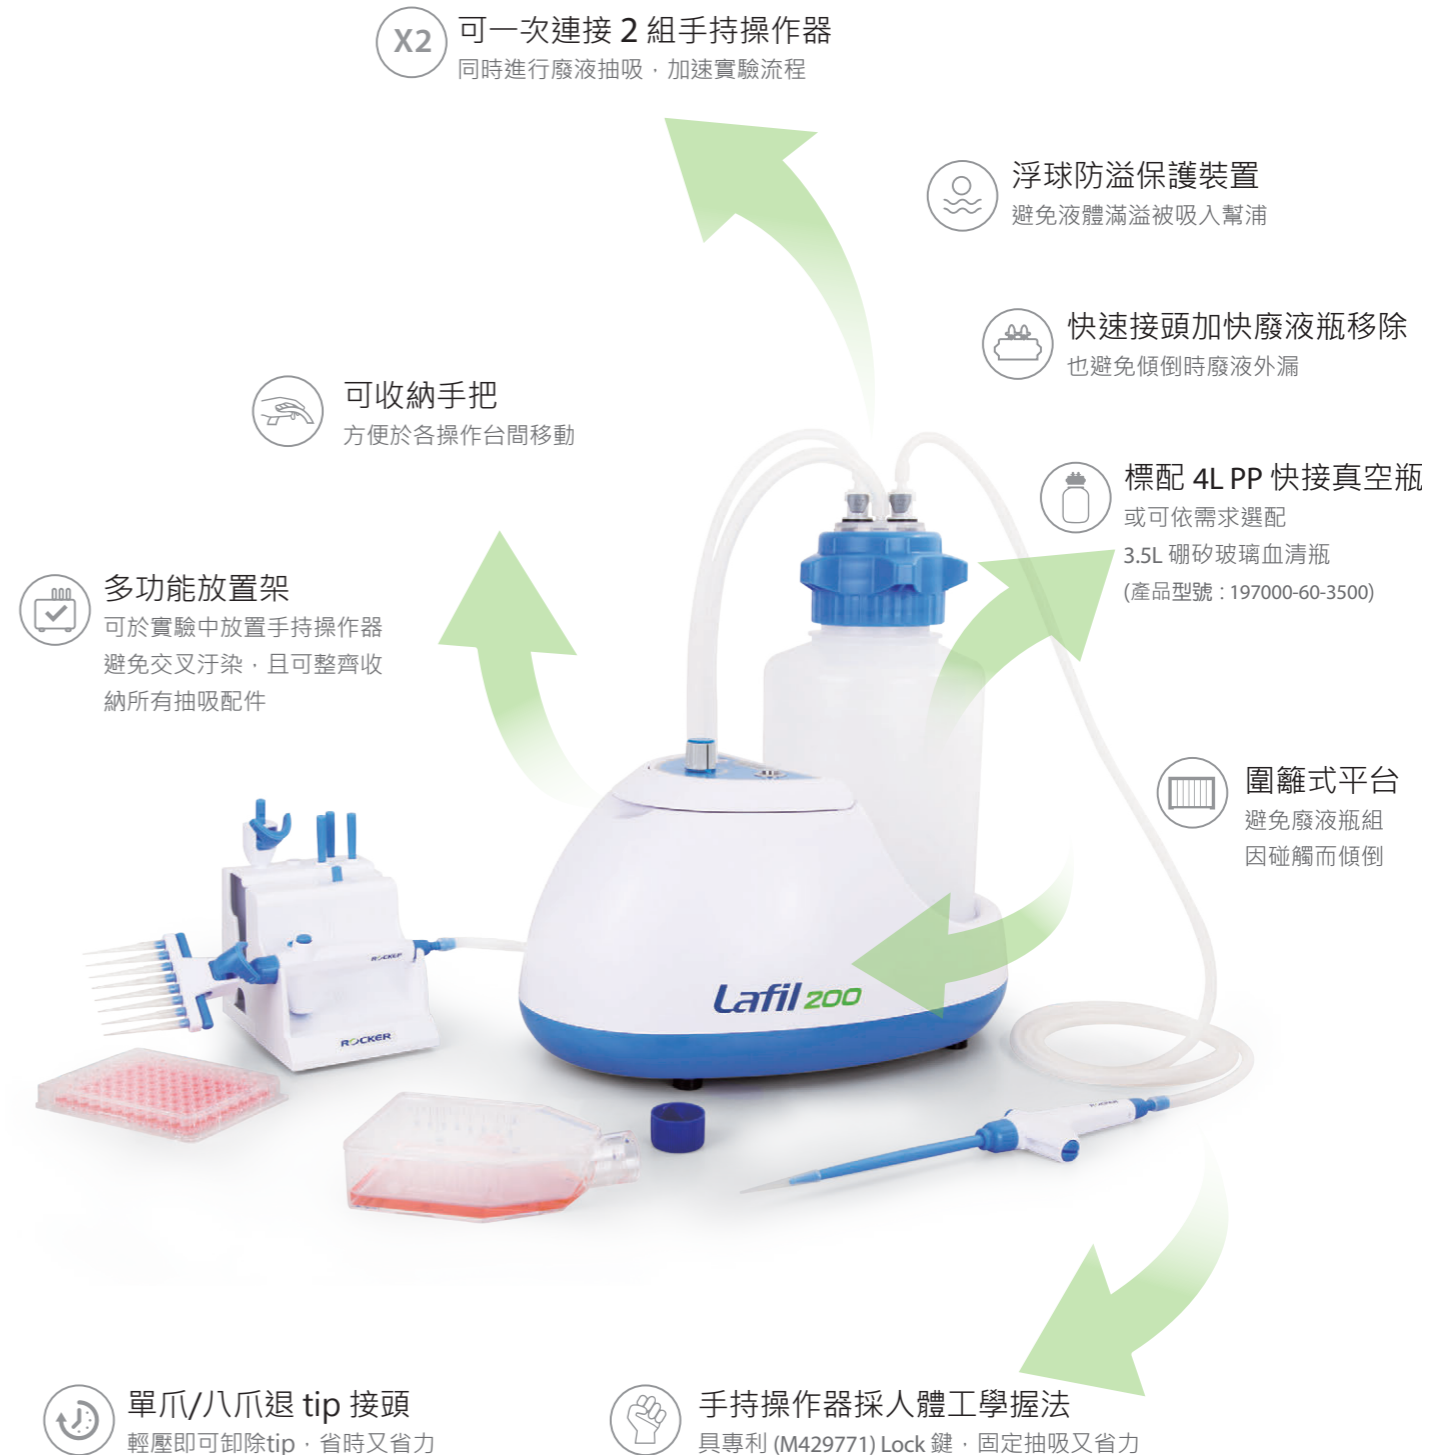 X2
可一次連接 2 組手持操作器
同時進行廢液抽吸．加速實驗流程
浮球防溢保護裝置
避免液體滿溢被吸入幫浦
快速接頭加快廢液瓶移除
也避免傾倒時廢液外漏
可收納手把
方便於各操作台間移動
標配 4L PP 快接真空瓶
或可依需求選配
3.5L 硼矽玻璃血清瓶
(產品型號 : 197000-60-3500)
多功能放置架
可於實驗中放置手持操作器
避免交叉汙染．且可整齊收
納所有抽吸配件
圍籬式平台
避免廢液瓶組
因碰觸而傾倒
ROCKER
Lafil 200
ROCKER
單爪/八爪退 tip 接頭
輕壓即可卸除tip．省時又省力
手持操作器採人體工學握法
具專利 (M429771) Lock 鍵．固定抽吸又省力